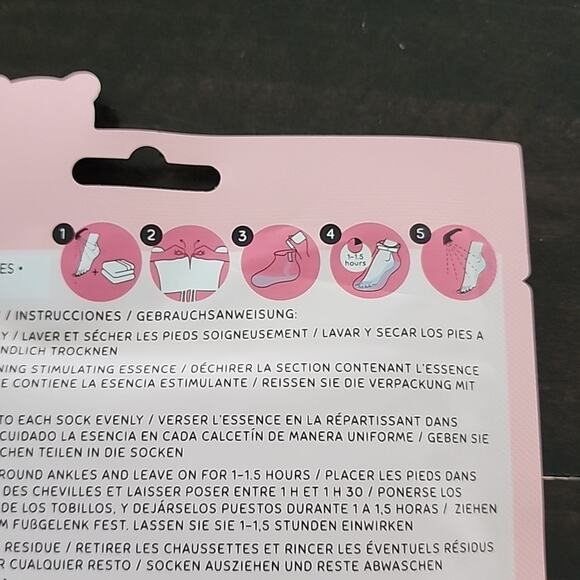 1 2 3 4 5
1-1.5
hours
ES •
/ INSTRUCCIONES / GEBRAUCHSANWEISUNG:
Y / LAVER ET SÉCHER LES PIEDS SOIGNEUSEMENT / LAVAR Y SECAR LOS PIES A
NDLICH TROCKNEN
NING STIMULATING ESSENCE / DÉCHIRER LA SECTION CONTENANT L'ESSENCE
E CONTIENE LA ESENCIA ESTIMULANTE / REISSEN SIE DIE VERPACKUNG MIT
TO EACH SOCK EVENLY / VERSER L'ESSENCE EN LA RÉPARTISSANT DANS
CUIDADO LA ESENCIA EN CADA CALCETÍN DE MANERA UNIFORME / GEBEN SIE
CHEN TEILEN IN DIE SOCKEN
ROUND ANKLES AND LEAVE ON FOR 1-1.5 HOURS / PLACER LES PIEDS DANS
DES CHEVILLES ET LAISSER POSER ENTRE 1 H ET 1 H 30 / PONERSE LOS
DE LOS TOBILLOS, Y DEJÁRSELOS PUESTOS DURANTE 1 A 1,5 HORAS / ZIEHEN
M FUßGELENK FEST. LASSEN SIE SIE 1-1,5 STUNDEN EINWIRKEN
RESIDUE / RETIRER LES CHAUSSETTES ET RINCER LES ÉVENTUELS RÉSIDUS
R CUALQUIER RESTO / SOCKEN AUSZIEHEN UND RESTE ABWASCHEN